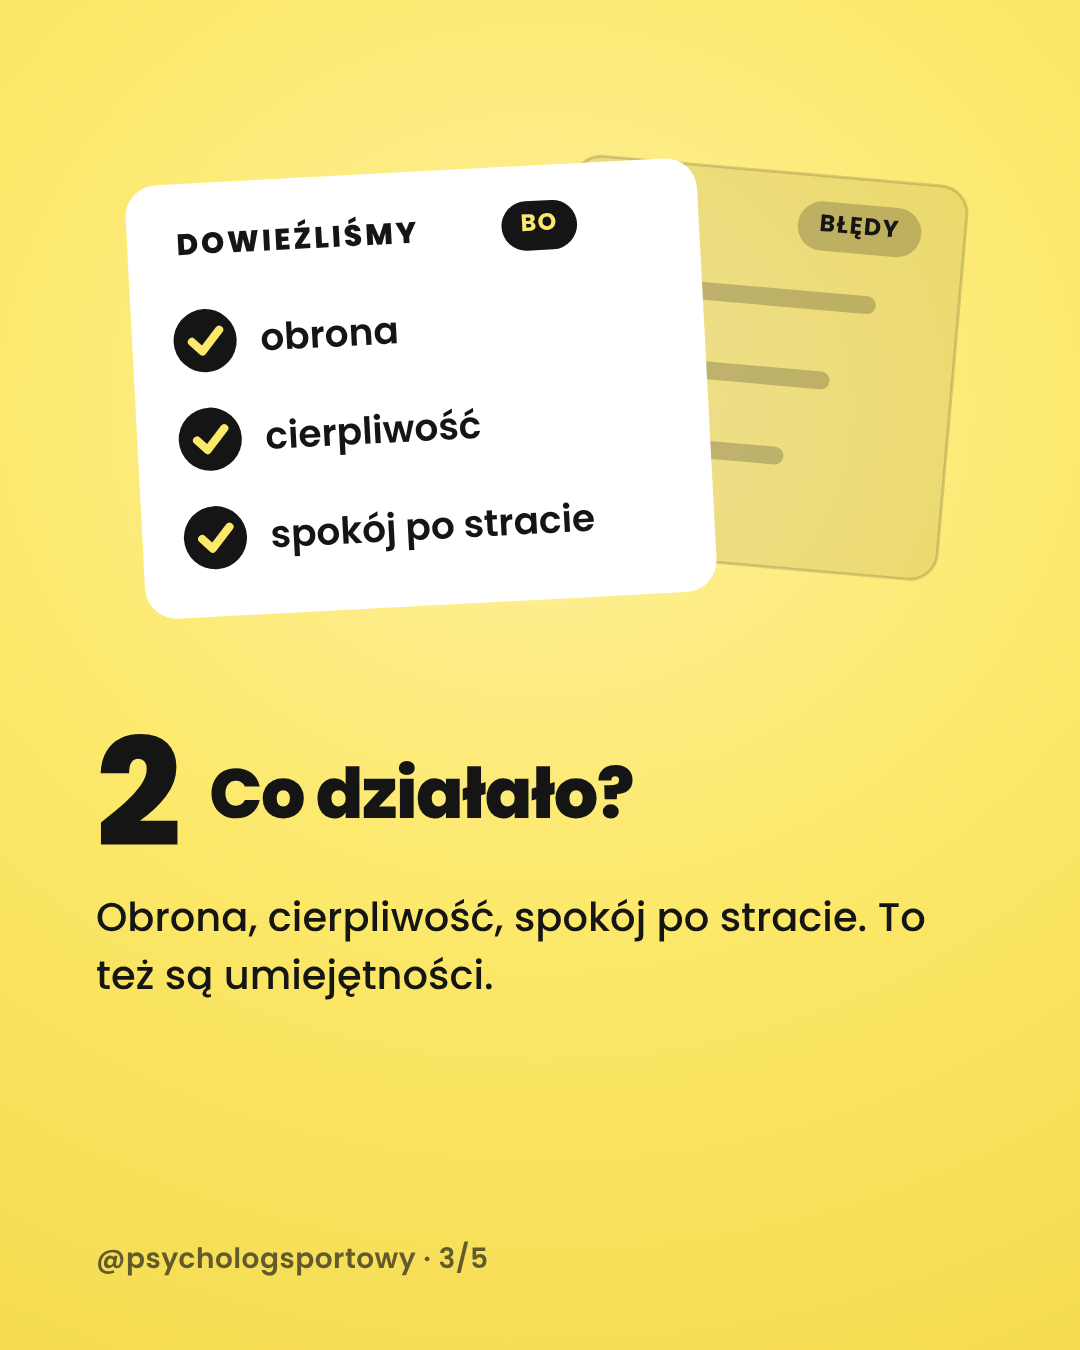 DOWIEŹLIŚMY BO
BŁĘDY
obrona
cierpliwość
spokój po stracie
2 Co działało?
Obrona, cierpliwość, spokój po stracie. To
też są umiejętności.
@psychologsportowy · 3/5